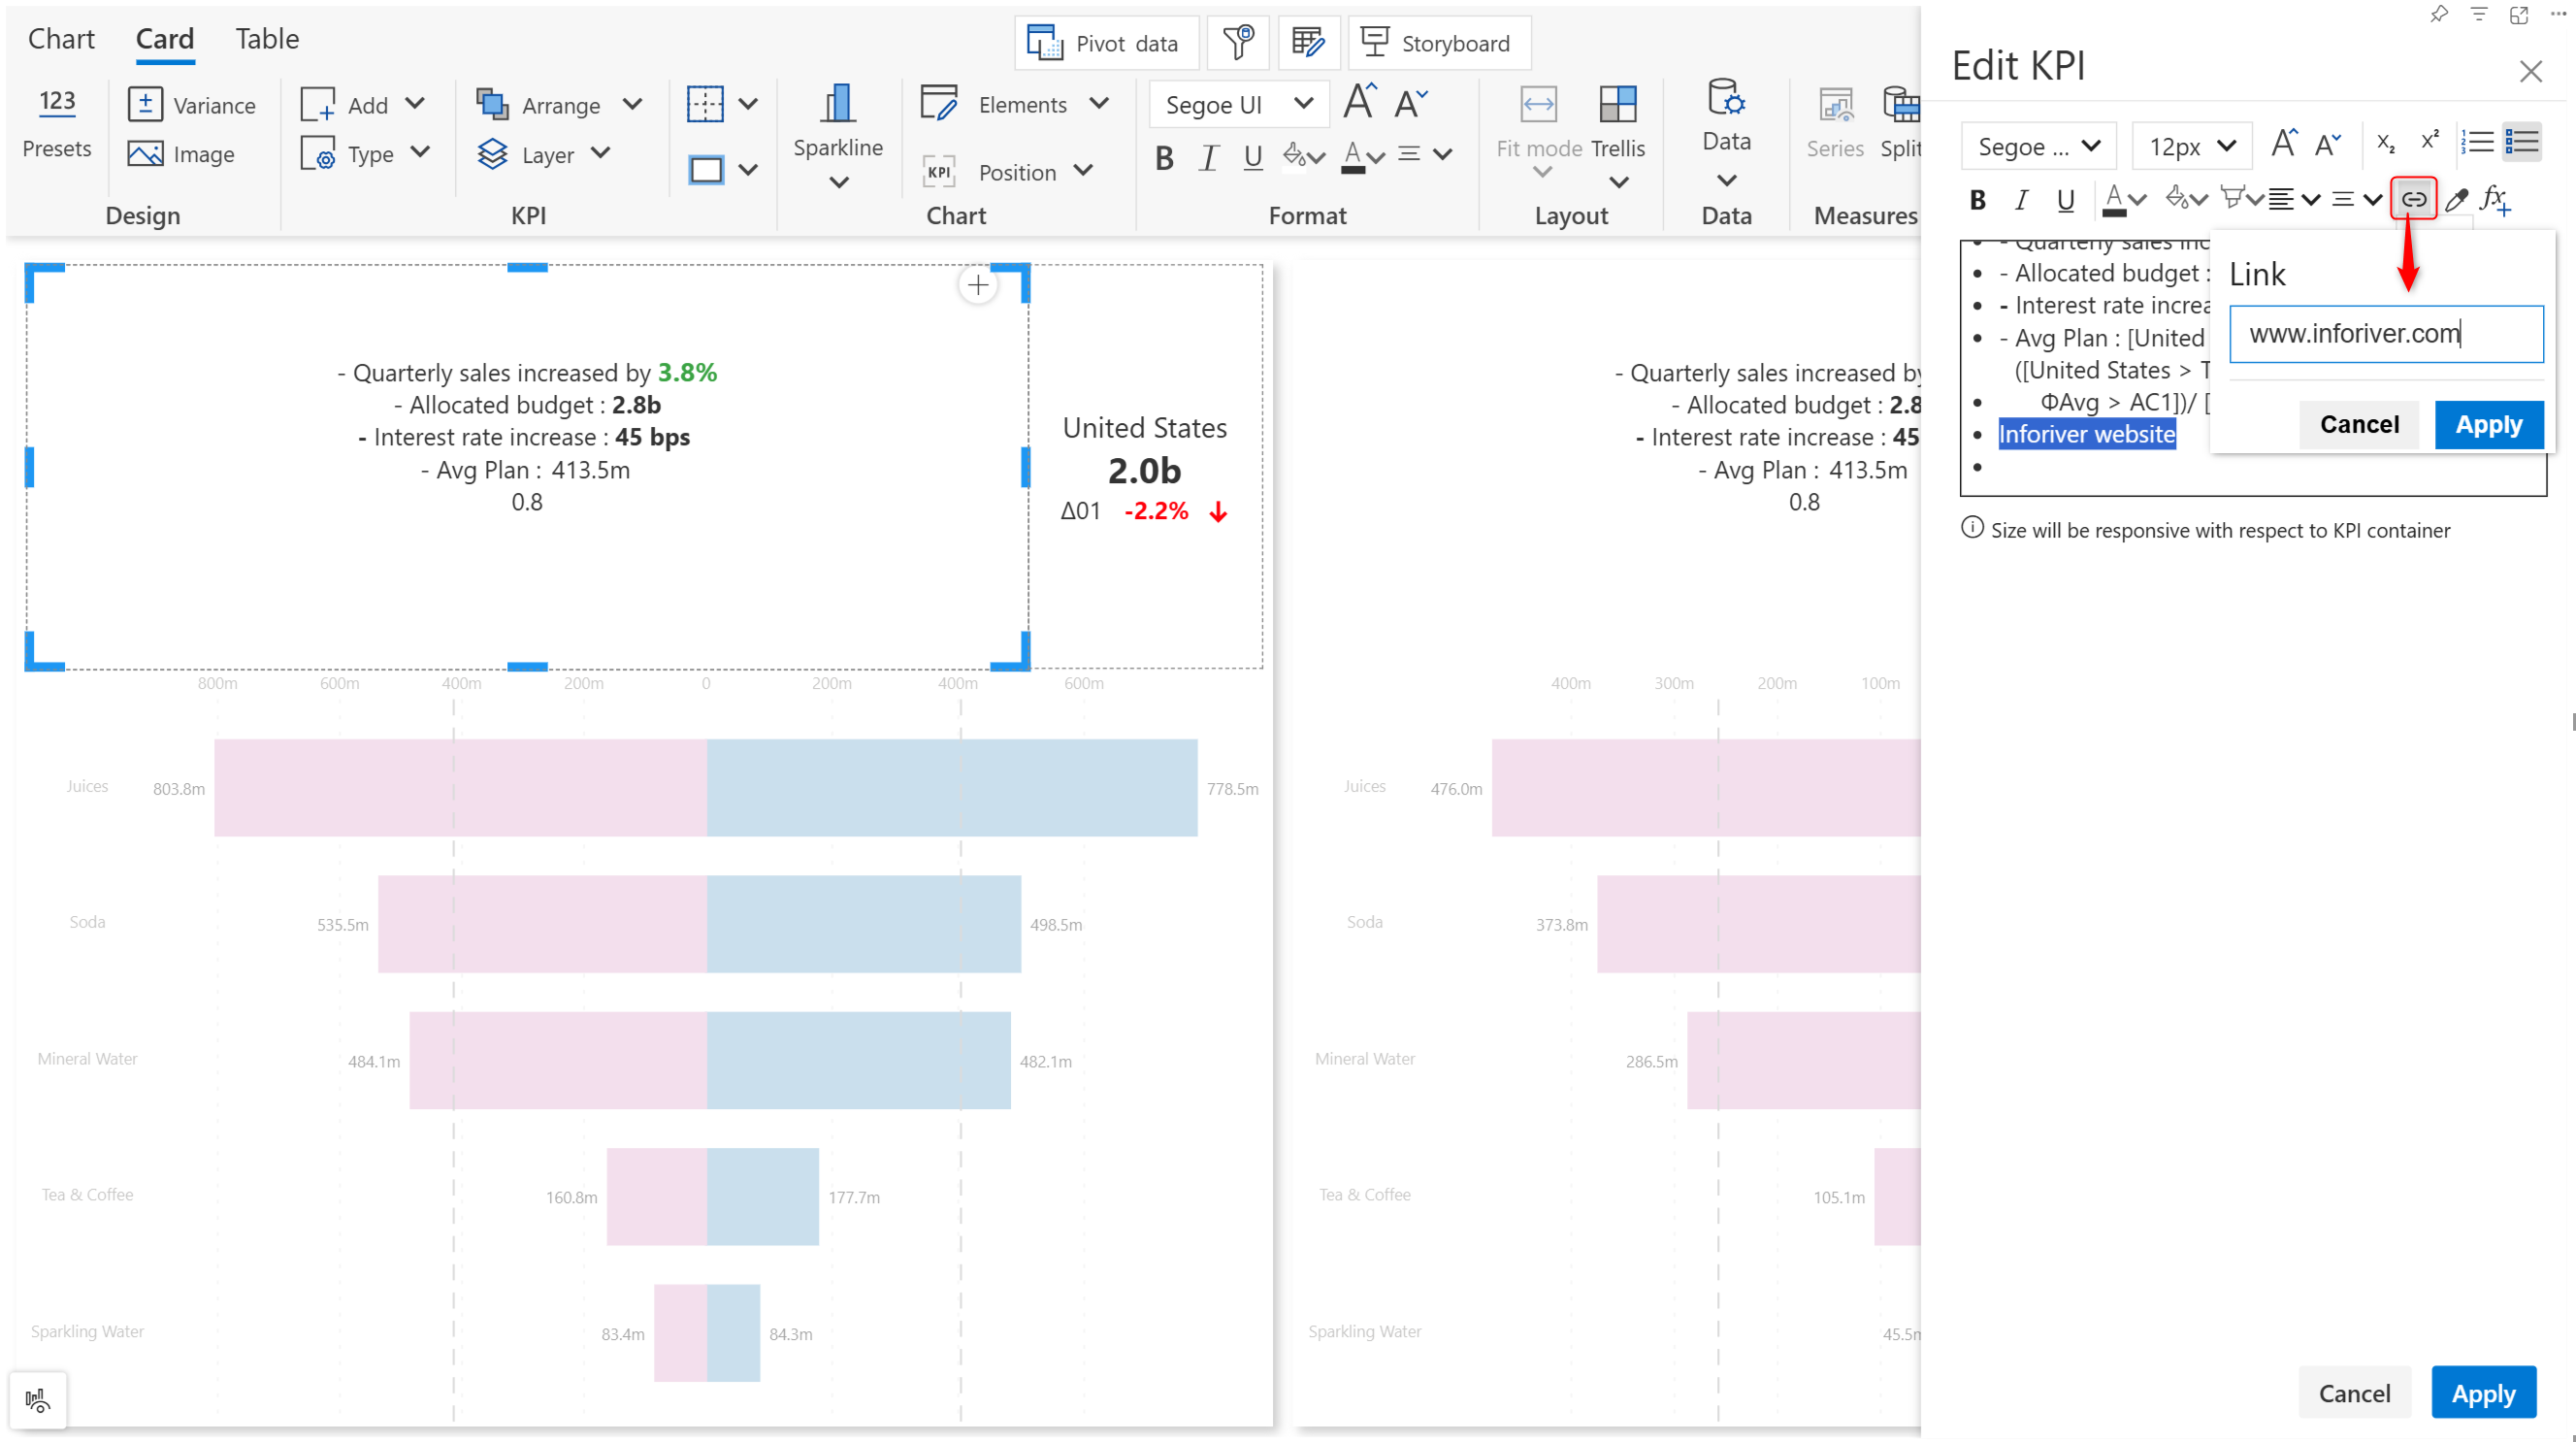 Chart Card Table
Pivot data
Storyboard
123
Presets
Variance
Image
Design
Add
Type
Arrange
Layer
KPI
Sparkline
Elements
KPI Position
Chart
Segoe UI
B I U A
Format
Fit mode
Trellis
Layout
Data
Data
Series
Split
Measures
- Quarterly sales increased by 3.8%
- Allocated budget : 2.8b
- Interest rate increase : 45 bps
- Avg Plan : 413.5m
0.8
United States
2.0b
Δ01 -2.2%
800m 600m 400m 200m 0 200m 400m 600m
Juices 803.8m 778.5m
Soda 535.5m 498.5m
Mineral Water 484.1m 482.1m
Tea & Coffee 160.8m 177.7m
Sparkling Water 83.4m 84.3m
- Quarterly sales increased by
- Allocated budget : 2.8
- Interest rate increase : 45
- Avg Plan : 413.5m
0.8
400m 300m 200m 100m
Juices 476.0m
Soda 373.8m
Mineral Water 286.5m
Tea & Coffee 105.1m
Sparkling Water 45.5m
Edit KPI
Segoe ...
12px
B I U A
- Quarterly sales inc
- Allocated budget :
- Interest rate increa
- Avg Plan : [United
([United States > T
ΦAvg > AC1])/ [
Inforiver website
Link
www.inforiver.com
Cancel Apply
Size will be responsive with respect to KPI container
Cancel Apply